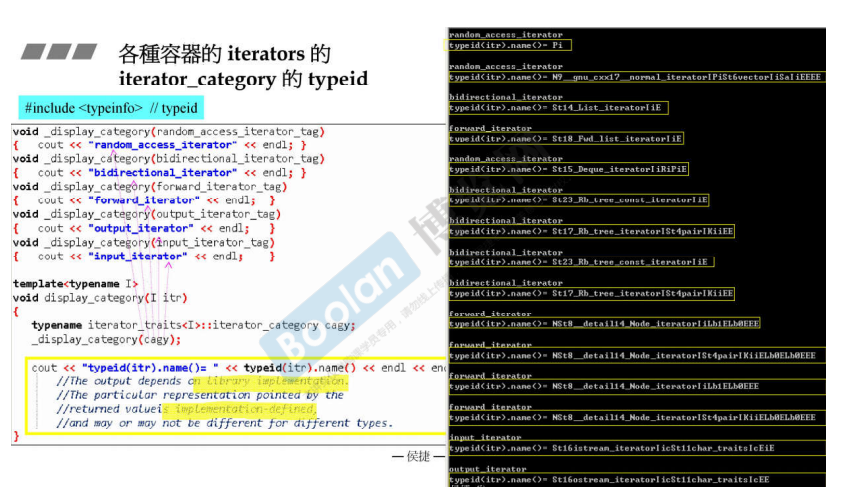 各種容器的 iterators 的
iterator_category 的 typeid
#include <typeinfo> // typeid
void _display_category(random_access_iterator_tag)
{ cout << "random_access_iterator" << endl; }
void _display_category(bidirectional_iterator_tag)
{ cout << "bidirectional_iterator" << endl; }
void _display_category(forward_iterator_tag)
{ cout << "forward_iterator" << endl; }
void _display_category(output_iterator_tag)
{ cout << "output_iterator" << endl; }
void _display_category(input_iterator_tag)
{ cout << "input_iterator" << endl; }
template<typename I>
void display_category(I itr)
{
typename iterator_traits<I>::iterator_category cagy;
_display_category(cagy);
cout << "typeid(itr).name()= " << typeid(itr).name() << endl << en
//The output depends on library implementation.
//The particular representation pointed by the
//returned valueis implementation-defined,
//and may or may not be different for different types.
}
— 侯捷 —
random_access_iterator
typeid(itr).name()= Pi
random_access_iterator
typeid(itr).name()= N9__gnu_cxx17__normal_iteratorIPiSt6vectorIiSaIiEEEE
bidirectional_iterator
typeid(itr).name()= St14_List_iteratorIiE
forward_iterator
typeid(itr).name()= St18_Fwd_list_iteratorIiE
random_access_iterator
typeid(itr).name()= St15_Deque_iteratorIiRiPiE
bidirectional_iterator
typeid(itr).name()= St23_Rb_tree_const_iteratorIiE
bidirectional_iterator
typeid(itr).name()= St17_Rb_tree_iteratorISt4pairIKiiEE
bidirectional_iterator
typeid(itr).name()= St23_Rb_tree_const_iteratorIiE
bidirectional_iterator
typeid(itr).name()= St17_Rb_tree_iteratorISt4pairIKiiEE
forward_iterator
typeid(itr).name()= NSt8__detail14_Node_iteratorIiLb1ELb0EEE
forward_iterator
typeid(itr).name()= NSt8__detail14_Node_iteratorISt4pairIKiiELb0ELb0EEE
forward_iterator
typeid(itr).name()= NSt8__detail14_Node_iteratorIiLb1ELb0EEE
forward_iterator
typeid(itr).name()= NSt8__detail14_Node_iteratorISt4pairIKiiELb0ELb0EEE
input_iterator
typeid(itr).name()= St16istream_iteratorIicSt11char_traitsIcEiE
output_iterator
typeid(itr).name()= St16ostream_iteratorIicSt11char_traitsIcEE
Boolan